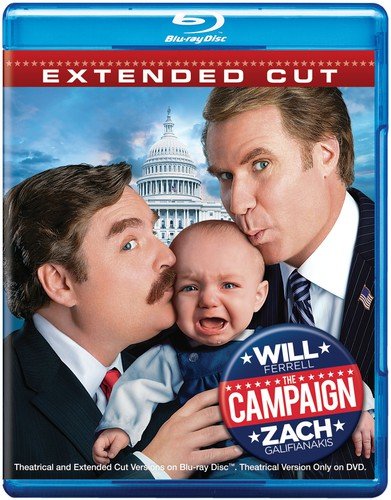 Blu-ray Disc
EXTENDED CUT
WILL
FERRELL
THE
CAMPAIGN
ZACH
GALIFIANAKIS
Theatrical and Extended Cut Versions on Blu-ray Disc™. Theatrical Version Only on DVD.